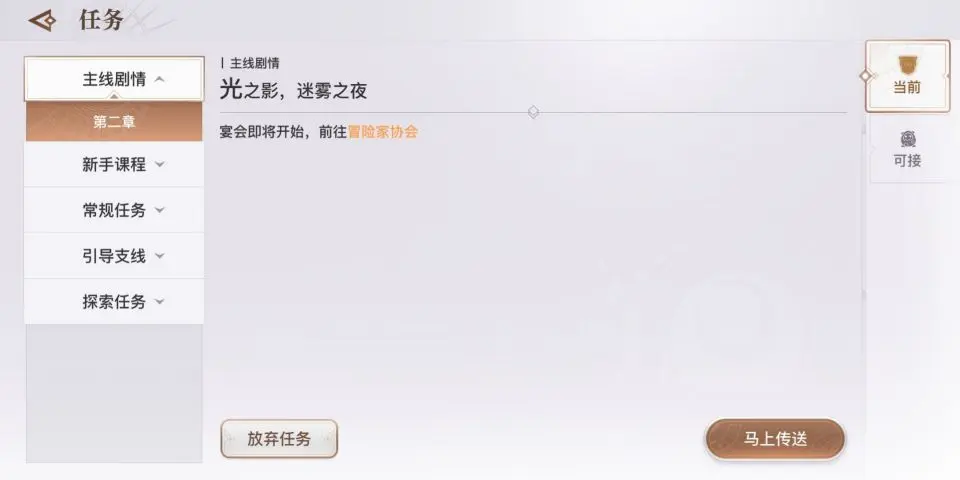 任务
主线剧情
第二章
新手课程
常规任务
引导支线
探索任务
主线剧情
光之影，迷雾之夜
宴会即将开始，前往冒险家协会
放弃任务
马上传送
当前
可接